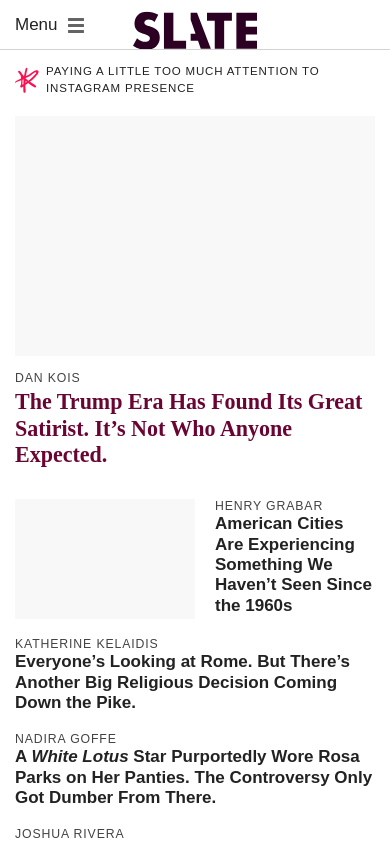 Menu
SLATE
PAYING A LITTLE TOO MUCH ATTENTION TO
INSTAGRAM PRESENCE
DAN KOIS
The Trump Era Has Found Its Great
Satirist. It’s Not Who Anyone
Expected.
HENRY GRABAR
American Cities
Are Experiencing
Something We
Haven’t Seen Since
the 1960s
KATHERINE KELAIDIS
Everyone’s Looking at Rome. But There’s
Another Big Religious Decision Coming
Down the Pike.
NADIRA GOFFE
A White Lotus Star Purportedly Wore Rosa
Parks on Her Panties. The Controversy Only
Got Dumber From There.
JOSHUA RIVERA